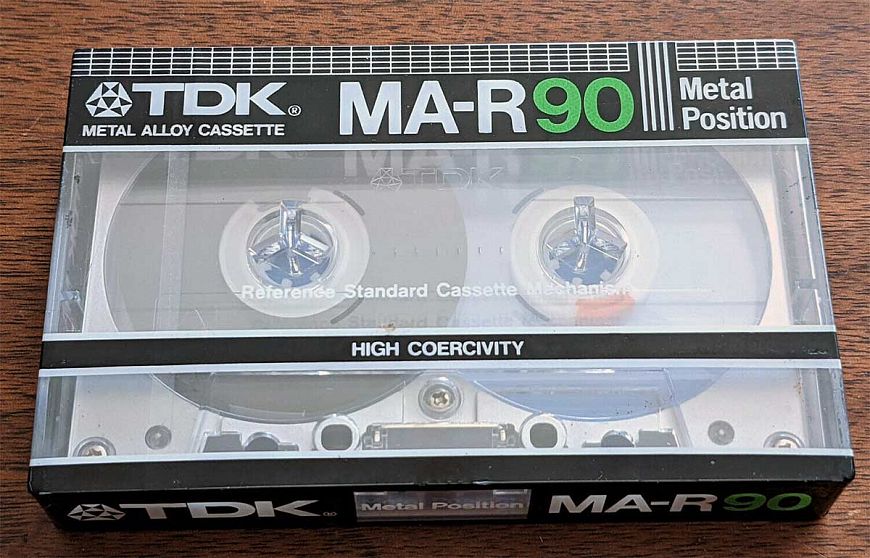 TDK® MA-R90 Metal
METAL ALLOY CASSETTE Position
TDK
Reference Standard Cassette Mechanism
HIGH COERCIVITY
TDK® Metal Position MA-R90